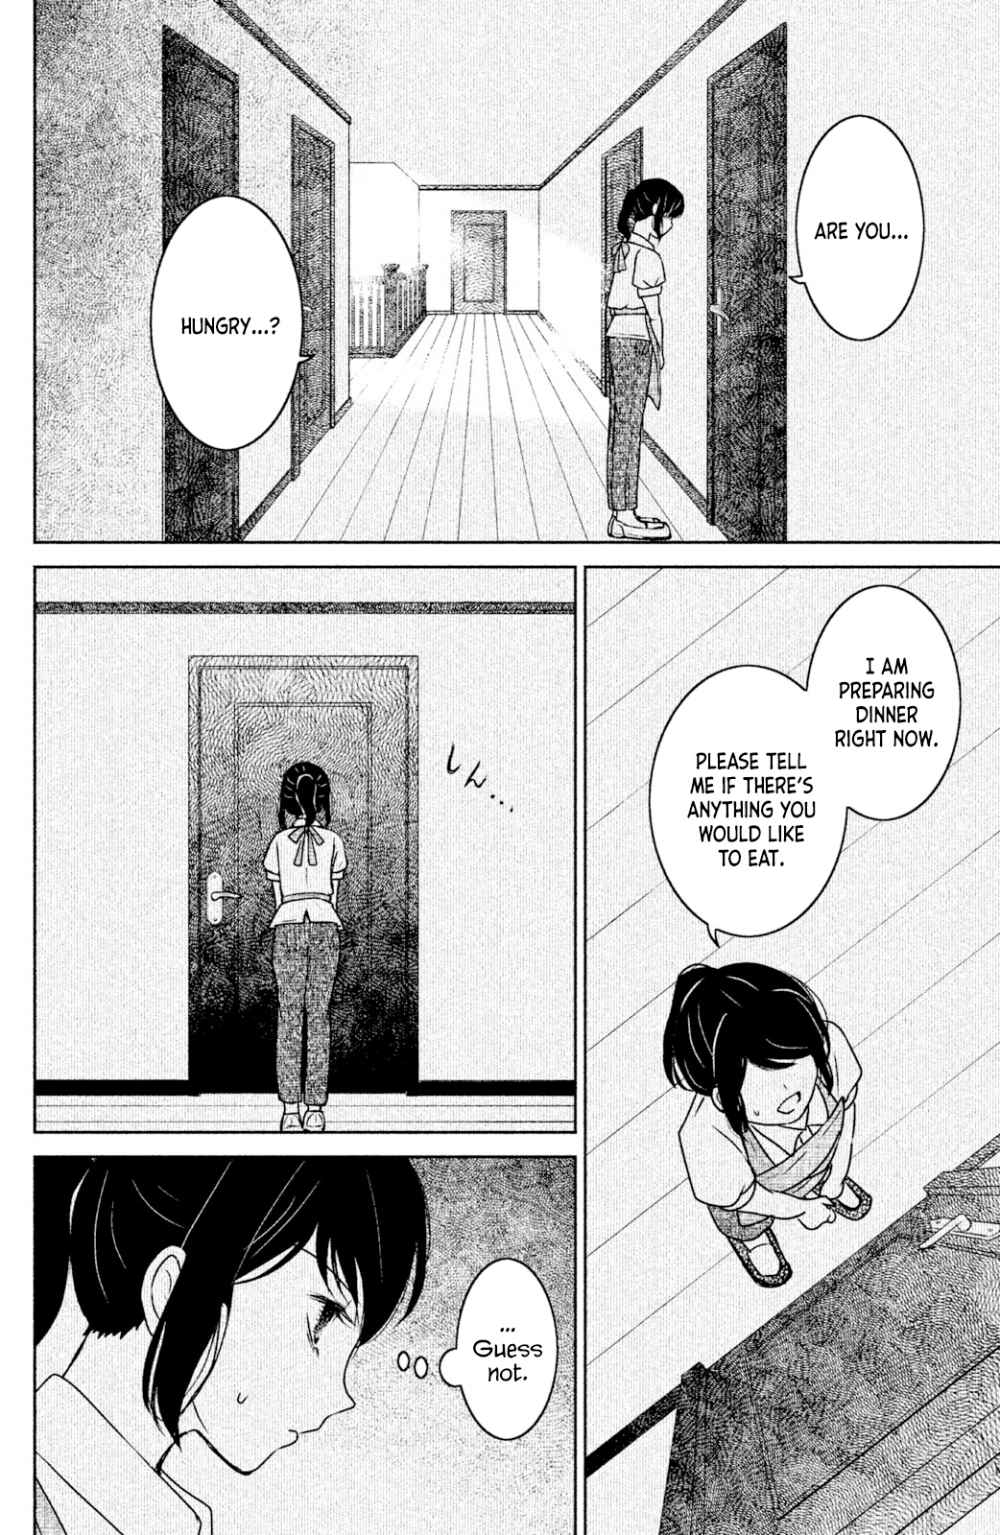 ARE YOU...
HUNGRY...?
I AM
PREPARING
DINNER
RIGHT NOW.
PLEASE TELL
ME IF THERE'S
ANYTHING YOU
WOULD LIKE
TO EAT.
しん...
...
Guess
not.